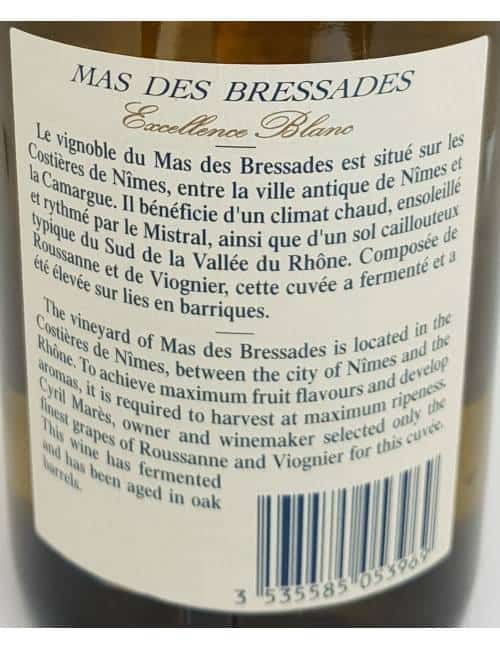 MAS DES BRESSADES
Excellence Blanc
Le vignoble du Mas des Bressades est situé sur les
Costières de Nîmes, entre la ville antique de Nîmes et
la Camargue. Il bénéficie d'un climat chaud, ensoleillé
et rythmé par le Mistral, ainsi que d'un sol caillouteux
typique du Sud de la Vallée du Rhône. Composée de
Roussanne et de Viognier, cette cuvée a fermenté et a
été élevée sur lies en barriques.
The vineyard of Mas des Bressades is located in the
Costières de Nîmes, between the city of Nîmes and the
Rhône. To achieve maximum fruit flavours and develop
aromas, it is required to harvest at maximum ripeness.
Cyril Marès, owner and winemaker selected only the
finest grapes of Roussanne and Viognier for this cuvée.
This wine has fermented
and has been aged in oak
barrels.
3 535585 053969